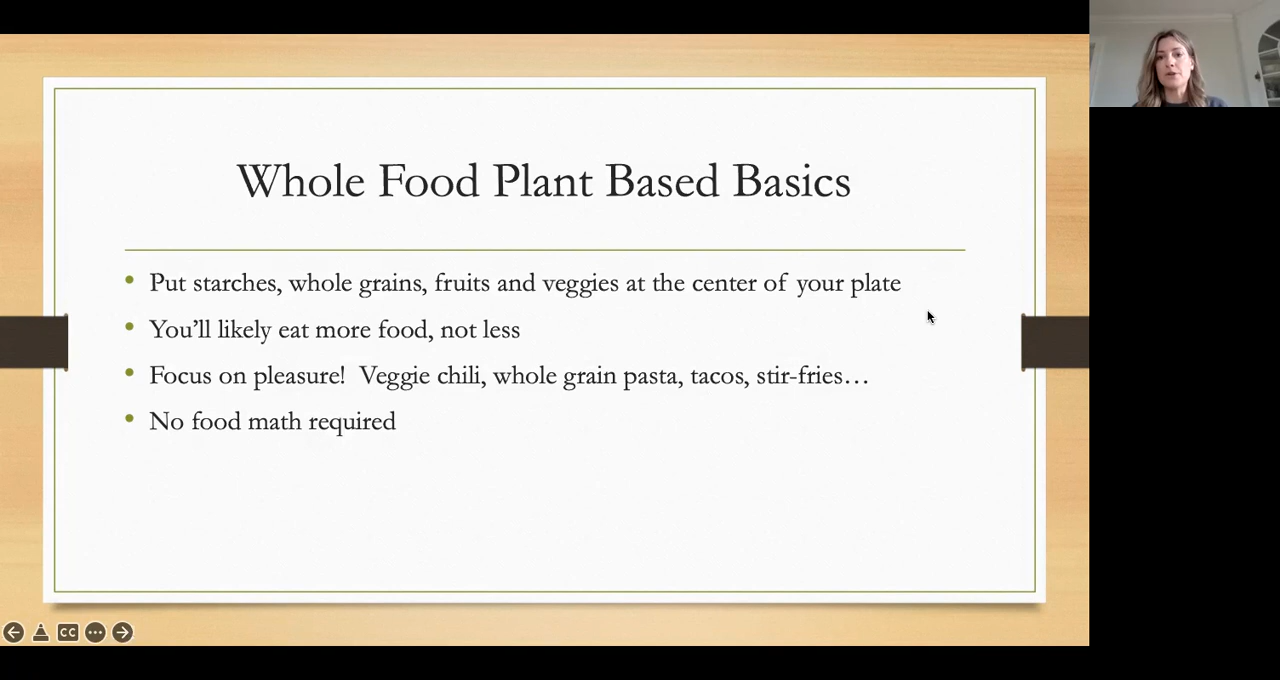 Whole Food Plant Based Basics
• Put starches, whole grains, fruits and veggies at the center of your plate
• You’ll likely eat more food, not less
• Focus on pleasure!  Veggie chili, whole grain pasta, tacos, stir-fries…
• No food math required
CC